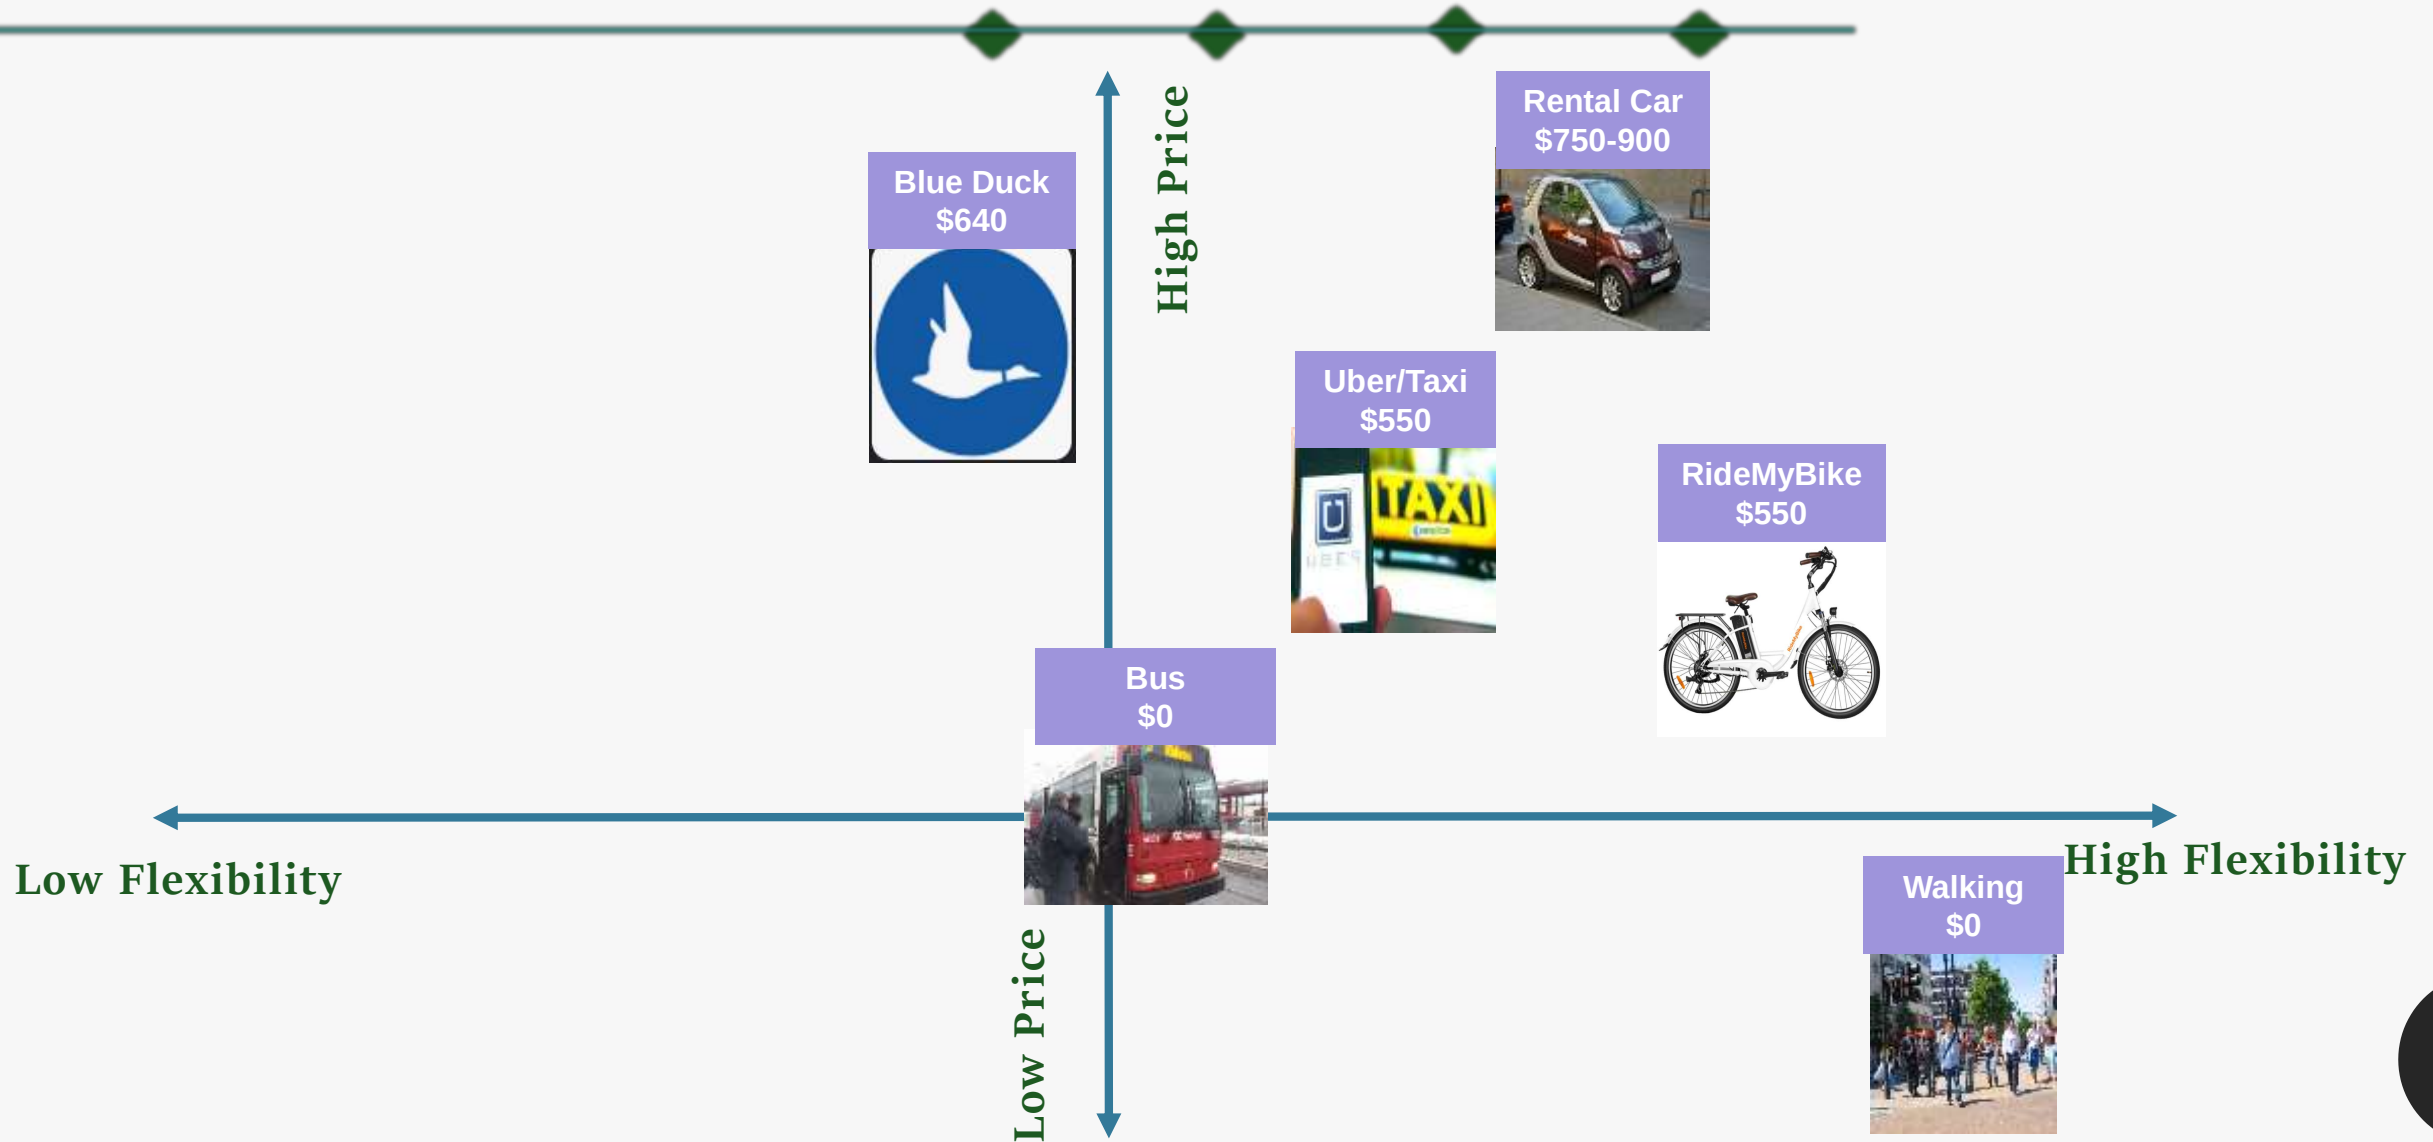 High Price
Rental Car
$750-900
Blue Duck
$640
Uber/Taxi
$550
TAXI
UBER
RideMyBike
$550
Bus
$0
Low Flexibility
High Flexibility
Walking
$0
Low Price